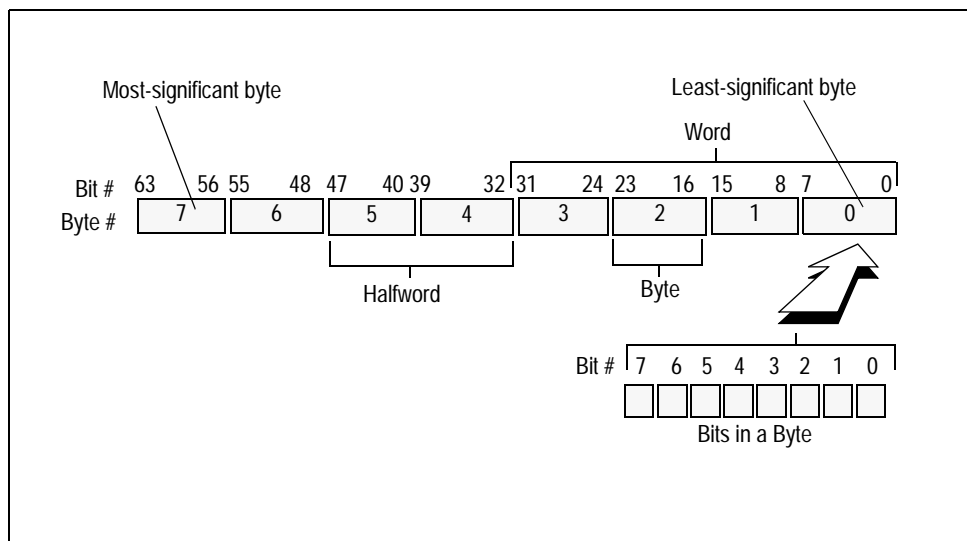 Most-significant byte
Least-significant byte
Word
Bit # 63 56 55 48 47 40 39 32 31 24 23 16 15 8 7 0
Byte # 7 6 5 4 3 2 1 0
Halfword
Byte
Bit # 7 6 5 4 3 2 1 0
Bits in a Byte